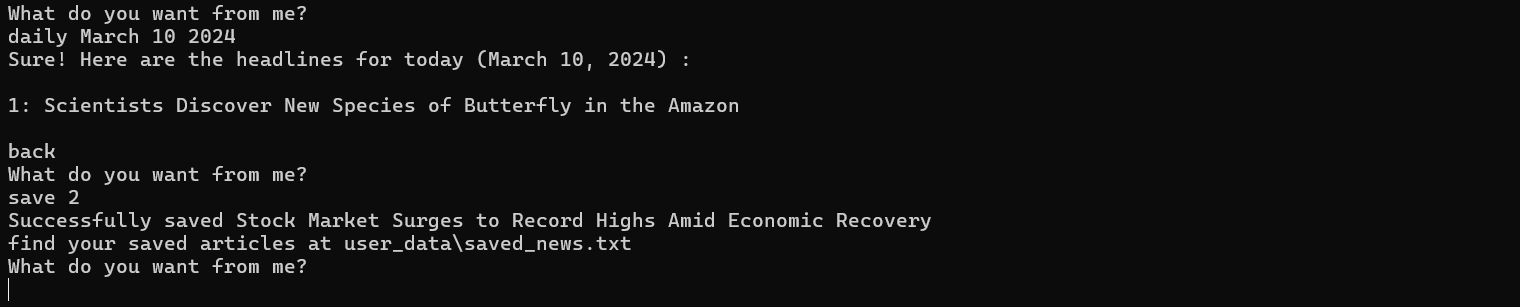 What do you want from me?
daily March 10 2024
Sure! Here are the headlines for today (March 10, 2024) :
1: Scientists Discover New Species of Butterfly in the Amazon
back
What do you want from me?
save 2
Successfully saved Stock Market Surges to Record Highs Amid Economic Recovery
find your saved articles at user_data\saved_news.txt
What do you want from me?